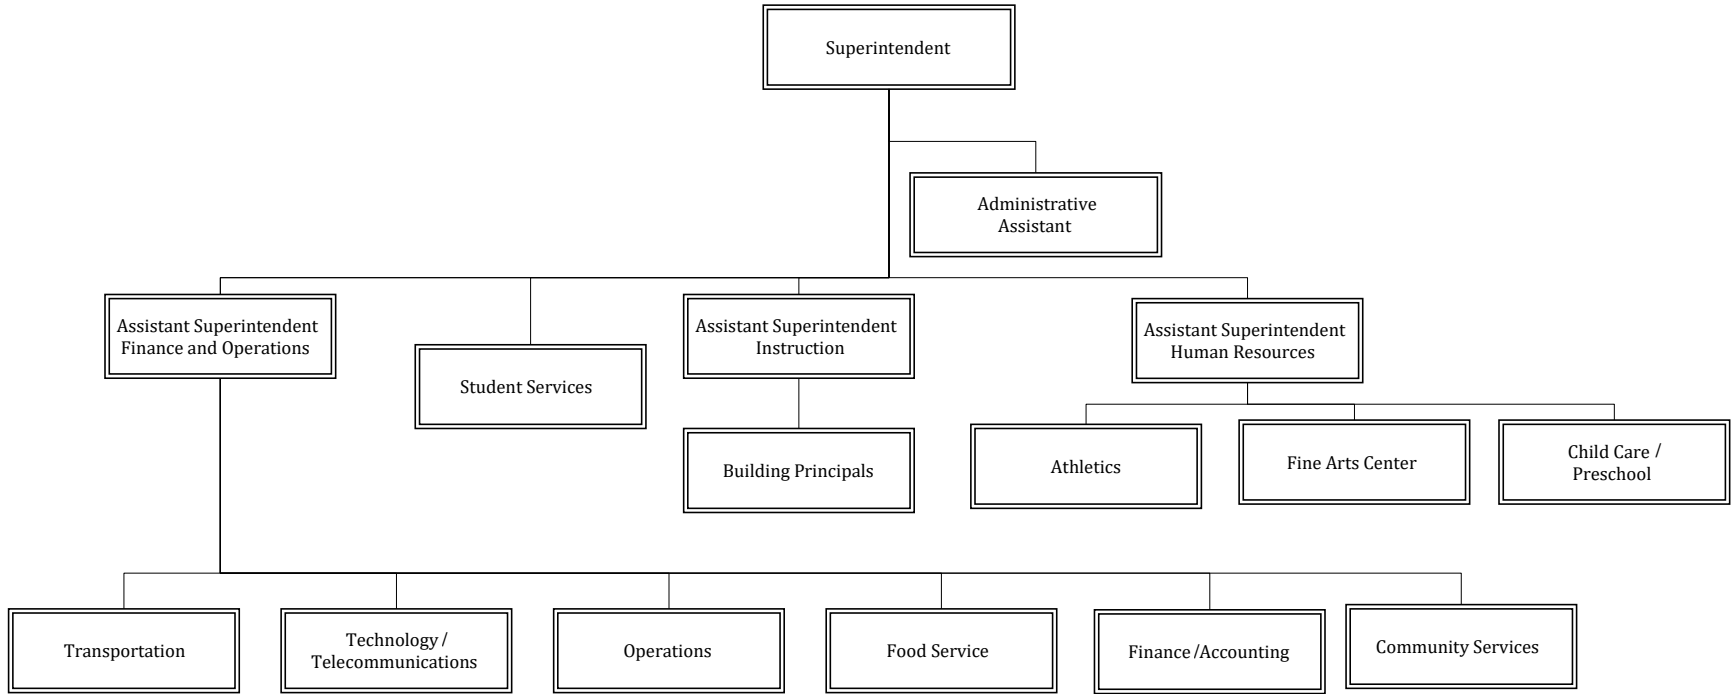 Superintendent
Administrative
Assistant
Assistant Superintendent
Finance and Operations
Student Services
Assistant Superintendent
Instruction
Assistant Superintendent
Human Resources
Building Principals
Athletics
Fine Arts Center
Child Care /
Preschool
Transportation
Technology /
Telecommunications
Operations
Food Service
Finance /Accounting
Community Services